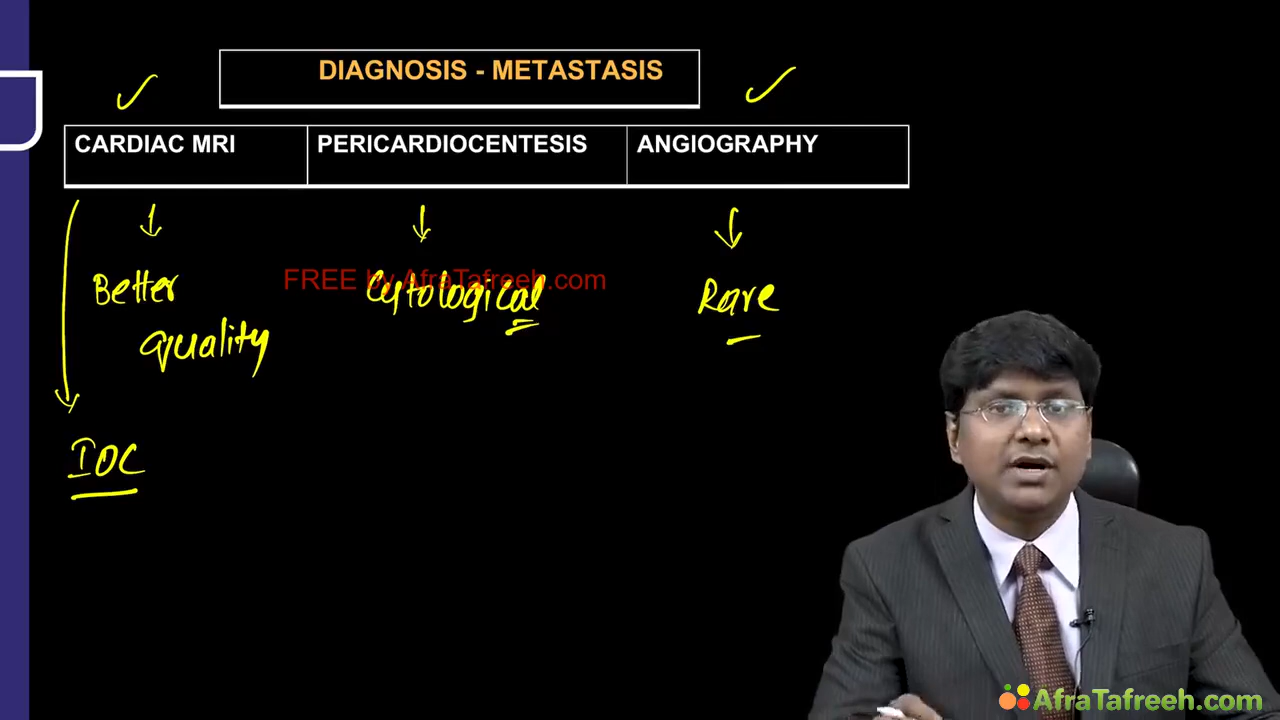 DIAGNOSIS - METASTASIS
CARDIAC MRI PERICARDIOCENTESIS ANGIOGRAPHY
Better
quality
Cytological
Rare
FREE by AfraTafreeh.com
IOC
AfraTafreeh.com